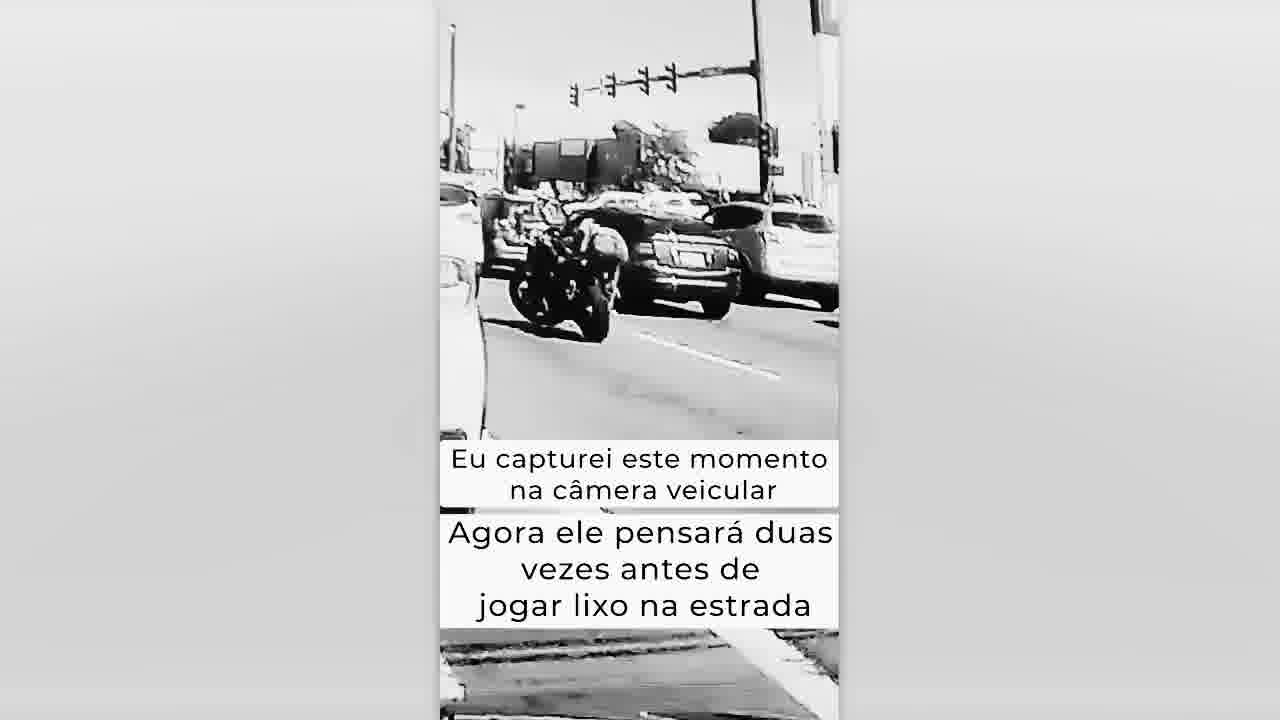 Eu capturei este momento
na câmera veicular
Agora ele pensará duas
vezes antes de
jogar lixo na estrada